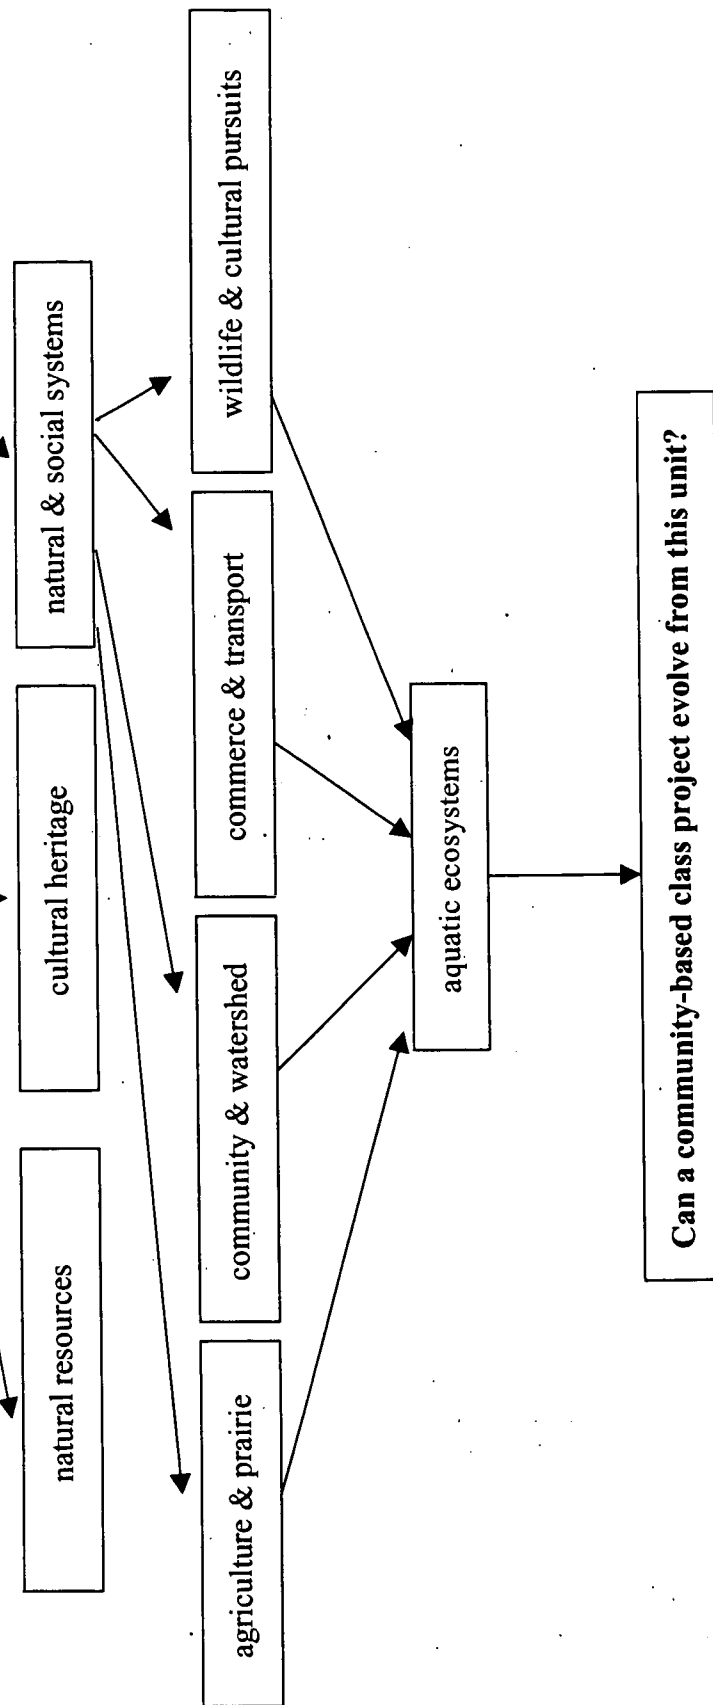 natural resources
cultural heritage
natural & social systems
agriculture & prairie
community & watershed
commerce & transport
wildlife & cultural pursuits
aquatic ecosystems
Can a community-based class project evolve from this unit?